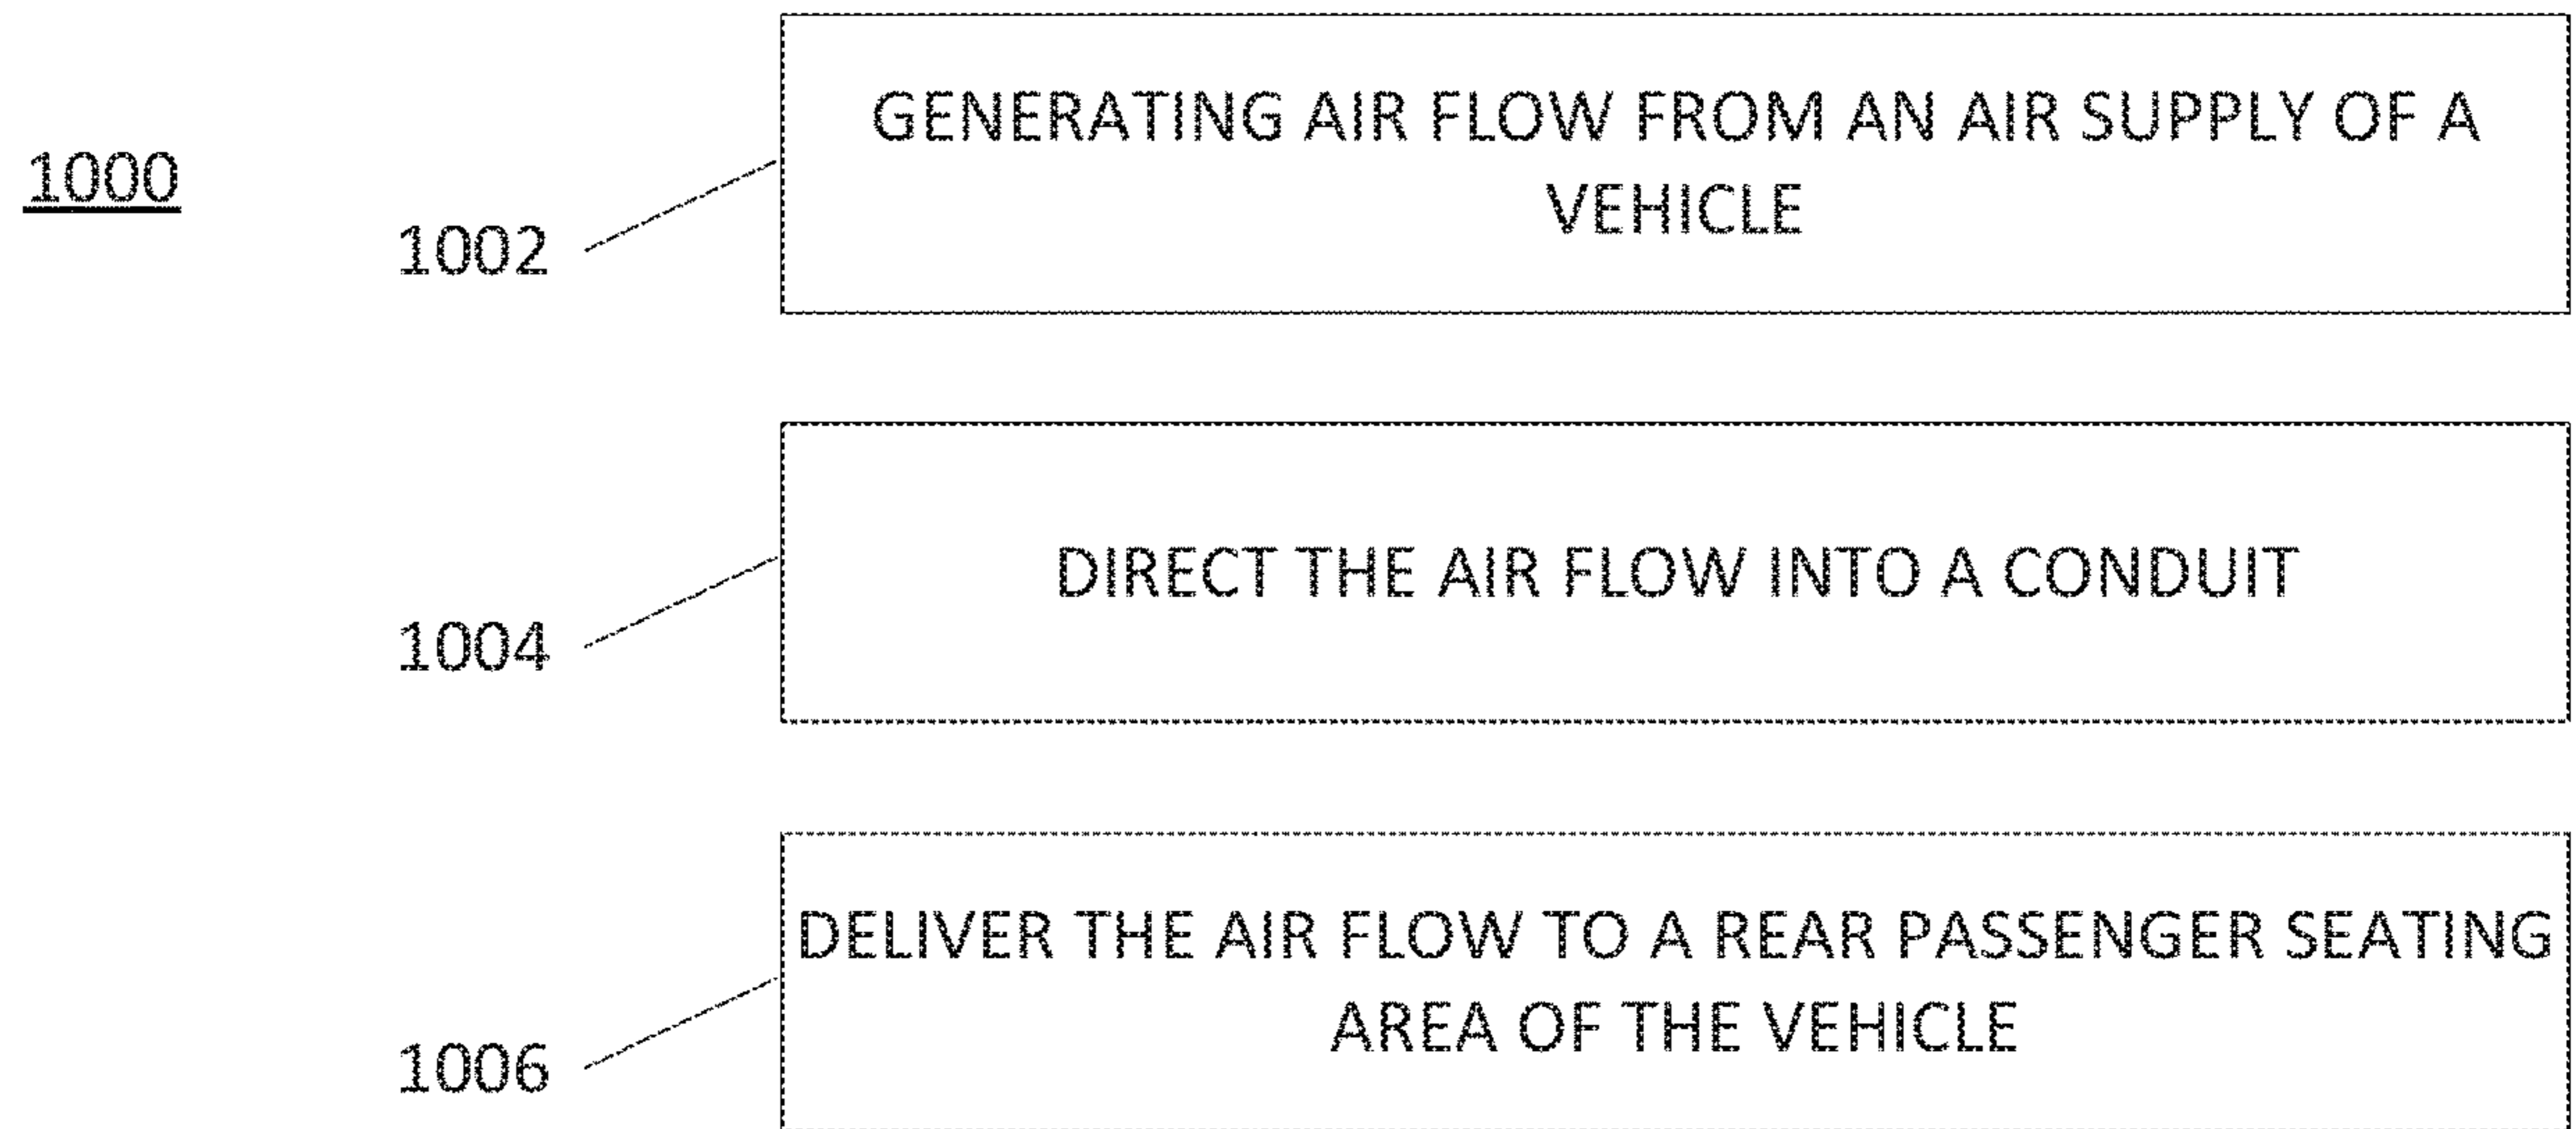 1000
1002
GENERATING AIR FLOW FROM AN AIR SUPPLY OF A
VEHICLE
1004
DIRECT THE AIR FLOW INTO A CONDUIT
1006
DELIVER THE AIR FLOW TO A REAR PASSENGER SEATING
AREA OF THE VEHICLE